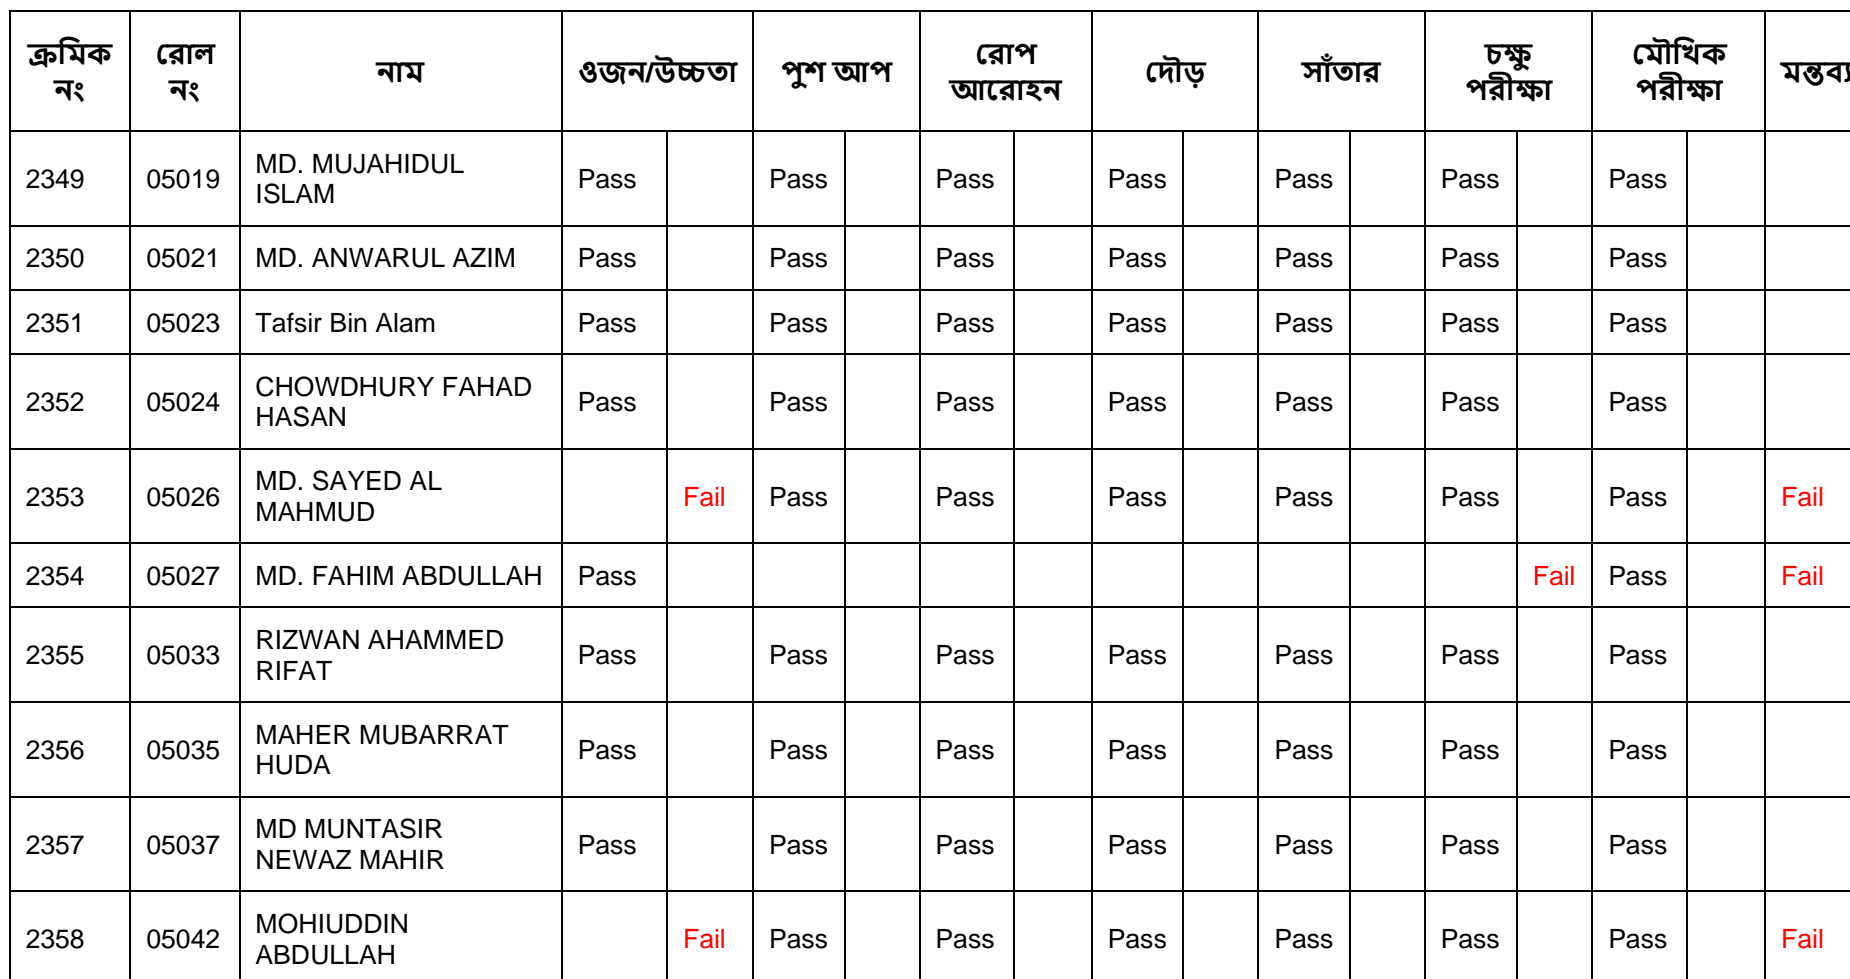 ক্রমিক নং রোল নং নাম ওজন/উচ্চতা পুশ আপ রোপ আরোহন দৌড় সাঁতার চক্ষু পরীক্ষা মৌখিক পরীক্ষা মন্তব্য
2349 05019 MD. MUJAHIDUL ISLAM Pass Pass Pass Pass Pass Pass Pass
2350 05021 MD. ANWARUL AZIM Pass Pass Pass Pass Pass Pass Pass
2351 05023 Tafsir Bin Alam Pass Pass Pass Pass Pass Pass Pass
2352 05024 CHOWDHURY FAHAD HASAN Pass Pass Pass Pass Pass Pass Pass
2353 05026 MD. SAYED AL MAHMUD Fail Pass Pass Pass Pass Pass Pass Fail
2354 05027 MD. FAHIM ABDULLAH Pass Fail Pass Fail
2355 05033 RIZWAN AHAMMED RIFAT Pass Pass Pass Pass Pass Pass Pass
2356 05035 MAHER MUBARRAT HUDA Pass Pass Pass Pass Pass Pass Pass
2357 05037 MD MUNTASIR NEWAZ MAHIR Pass Pass Pass Pass Pass Pass Pass
2358 05042 MOHIUDDIN ABDULLAH Fail Pass Pass Pass Pass Pass Pass Fail